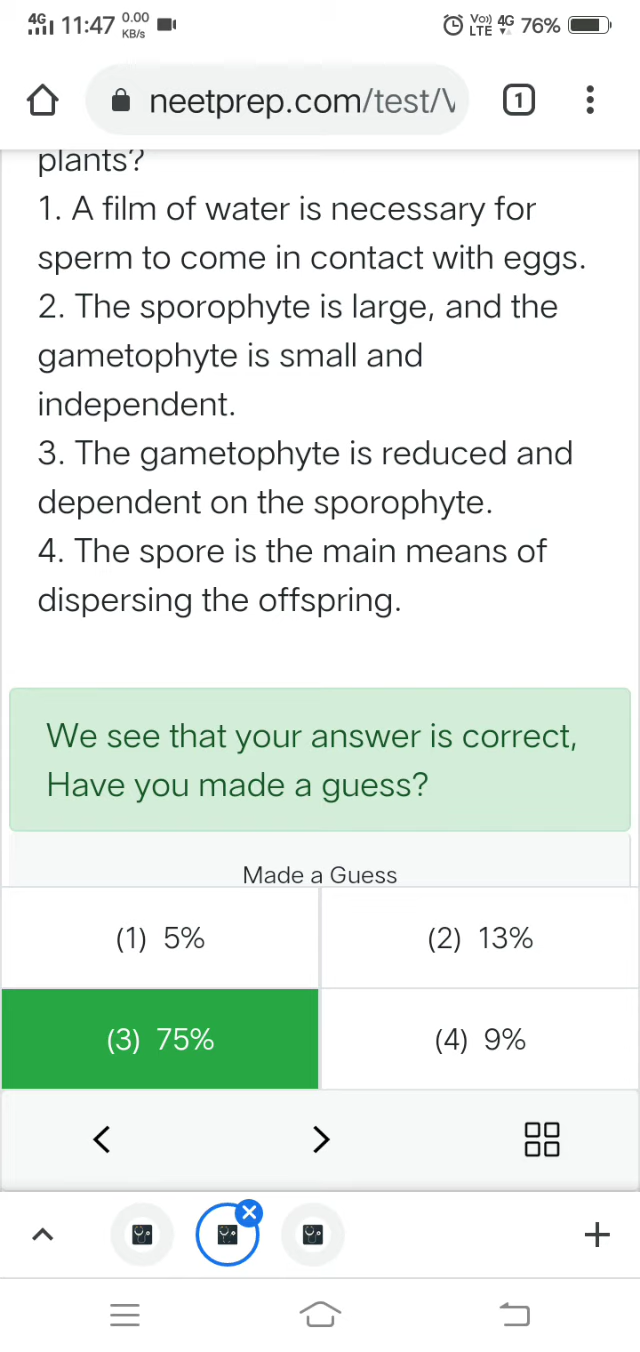 4G 11:47 0.00 KB/s Vo)) LTE 4G 76%
neetprep.com/test/
1
plants?
1. A film of water is necessary for
sperm to come in contact with eggs.
2. The sporophyte is large, and the
gametophyte is small and
independent.
3. The gametophyte is reduced and
dependent on the sporophyte.
4. The spore is the main means of
dispersing the offspring.
We see that your answer is correct,
Have you made a guess?
Made a Guess
(1) 5% (2) 13%
(3) 75% (4) 9%